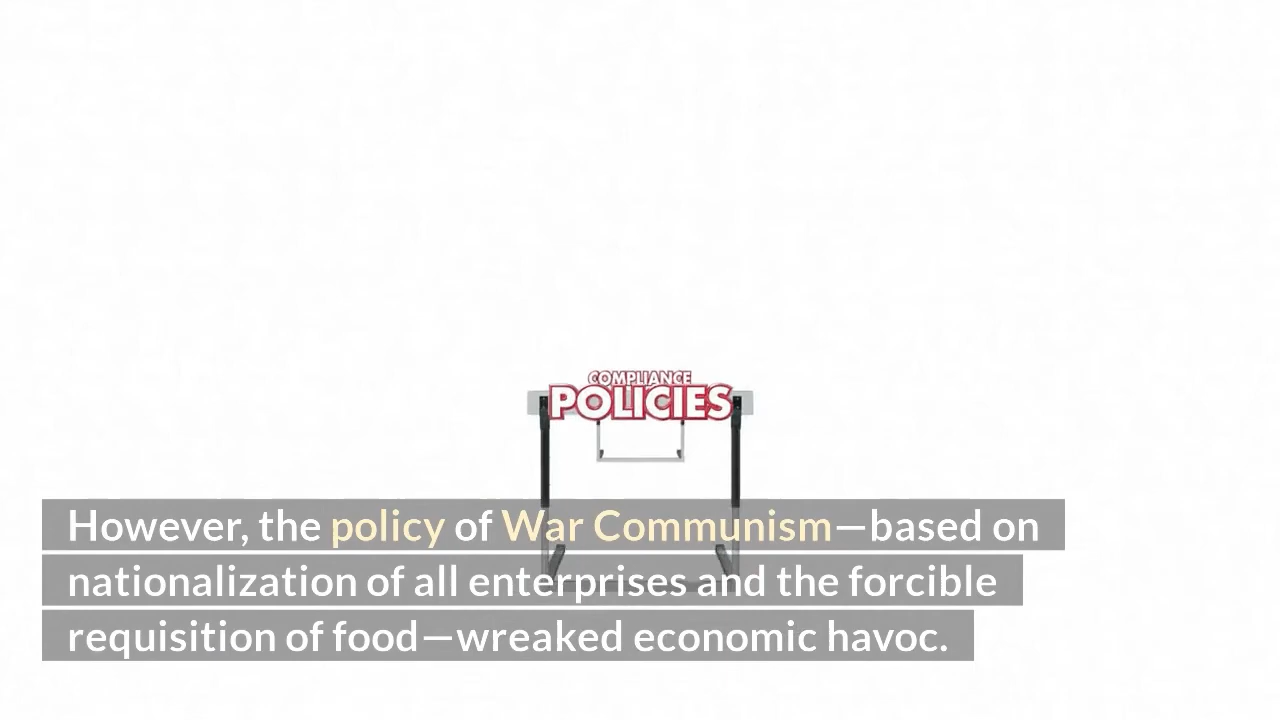 COMPLIANCE
POLICIES
However, the policy of War Communism—based on
nationalization of all enterprises and the forcible
requisition of food—wreaked economic havoc.